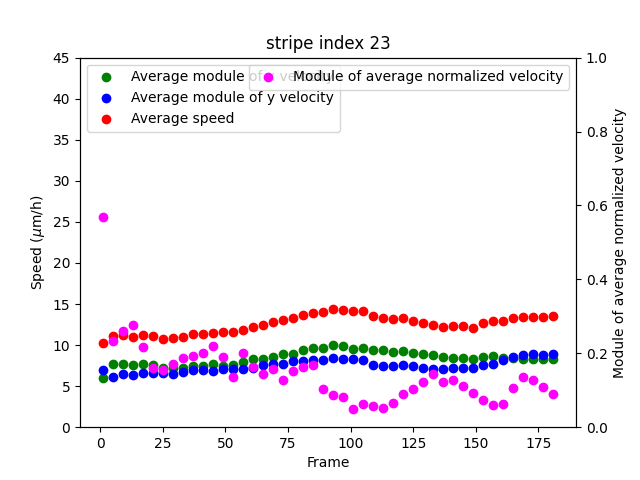 stripe index 23
Average module of x velocity
Average module of y velocity
Average speed
Module of average normalized velocity
45
40
35
30
25
20
15
10
5
0
1.0
0.8
0.6
0.4
0.2
0.0
0 25 50 75 100 125 150 175
Frame
Speed (μm/h)
Module of average normalized velocity